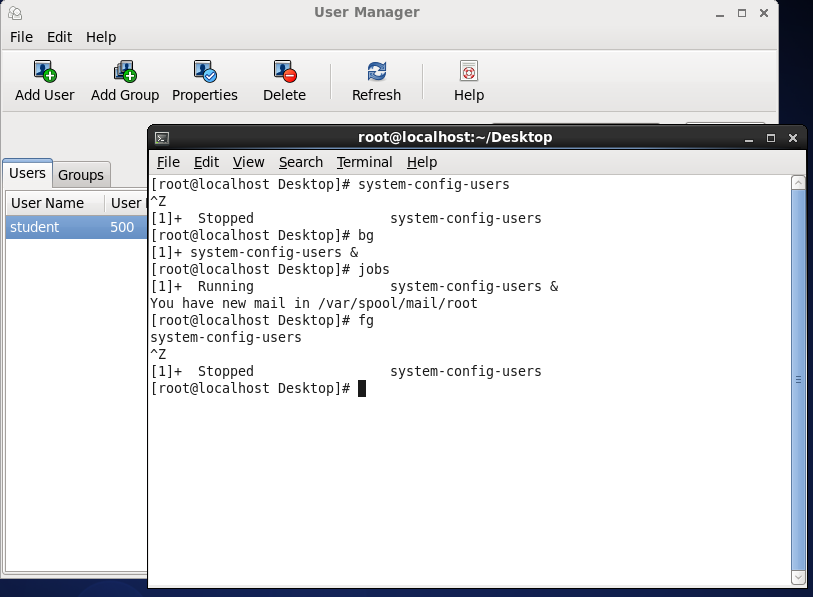 User Manager
File Edit Help
Add User Add Group Properties Delete Refresh Help
root@localhost:~/Desktop
File Edit View Search Terminal Help
Users Groups
User Name User
student 500
[root@localhost Desktop]# system-config-users
^Z
[1]+  Stopped                 system-config-users
[root@localhost Desktop]# bg
[1]+ system-config-users &
[root@localhost Desktop]# jobs
[1]+  Running                 system-config-users &
You have new mail in /var/spool/mail/root
[root@localhost Desktop]# fg
system-config-users
^Z
[1]+  Stopped                 system-config-users
[root@localhost Desktop]#